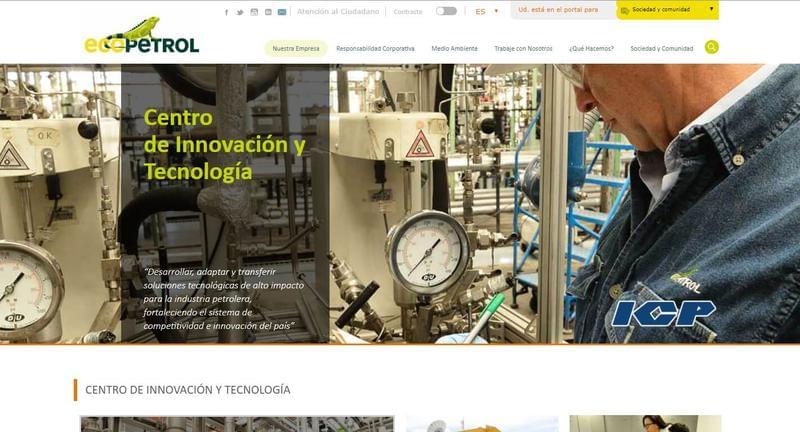 Atención al Ciudadano
Contraste
ES
Ud. está en el portal para
Sociedad y comunidad
ecoPETROL
Nuestra Empresa
Responsabilidad Corporativa
Medio Ambiente
Trabaje con Nosotros
¿Qué Hacemos?
Sociedad y Comunidad
OK
Centro
de Innovación y
Tecnología
"Desarrollar, adaptar y transferir
soluciones tecnológicas de alto impacto
para la industria petrolera,
fortaleciendo el sistema de
competitividad e innovación del país"
ICP
CENTRO DE INNOVACIÓN Y TECNOLOGÍA